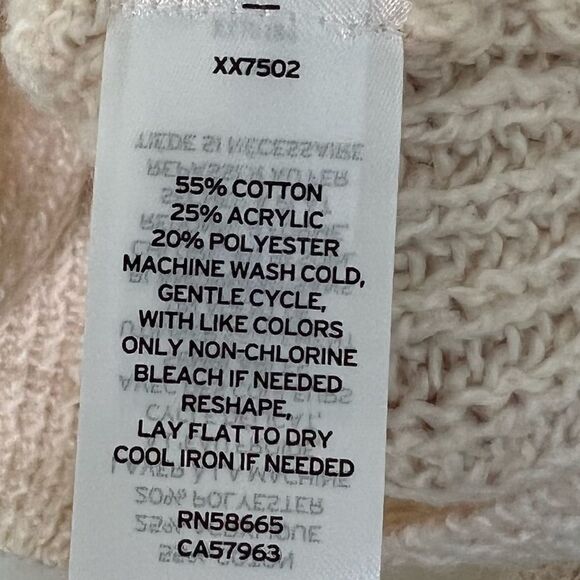 XX7502
55% COTTON
25% ACRYLIC
20% POLYESTER
MACHINE WASH COLD,
GENTLE CYCLE,
WITH LIKE COLORS
ONLY NON-CHLORINE
BLEACH IF NEEDED
RESHAPE,
LAY FLAT TO DRY
COOL IRON IF NEEDED
RN58665
CA57963